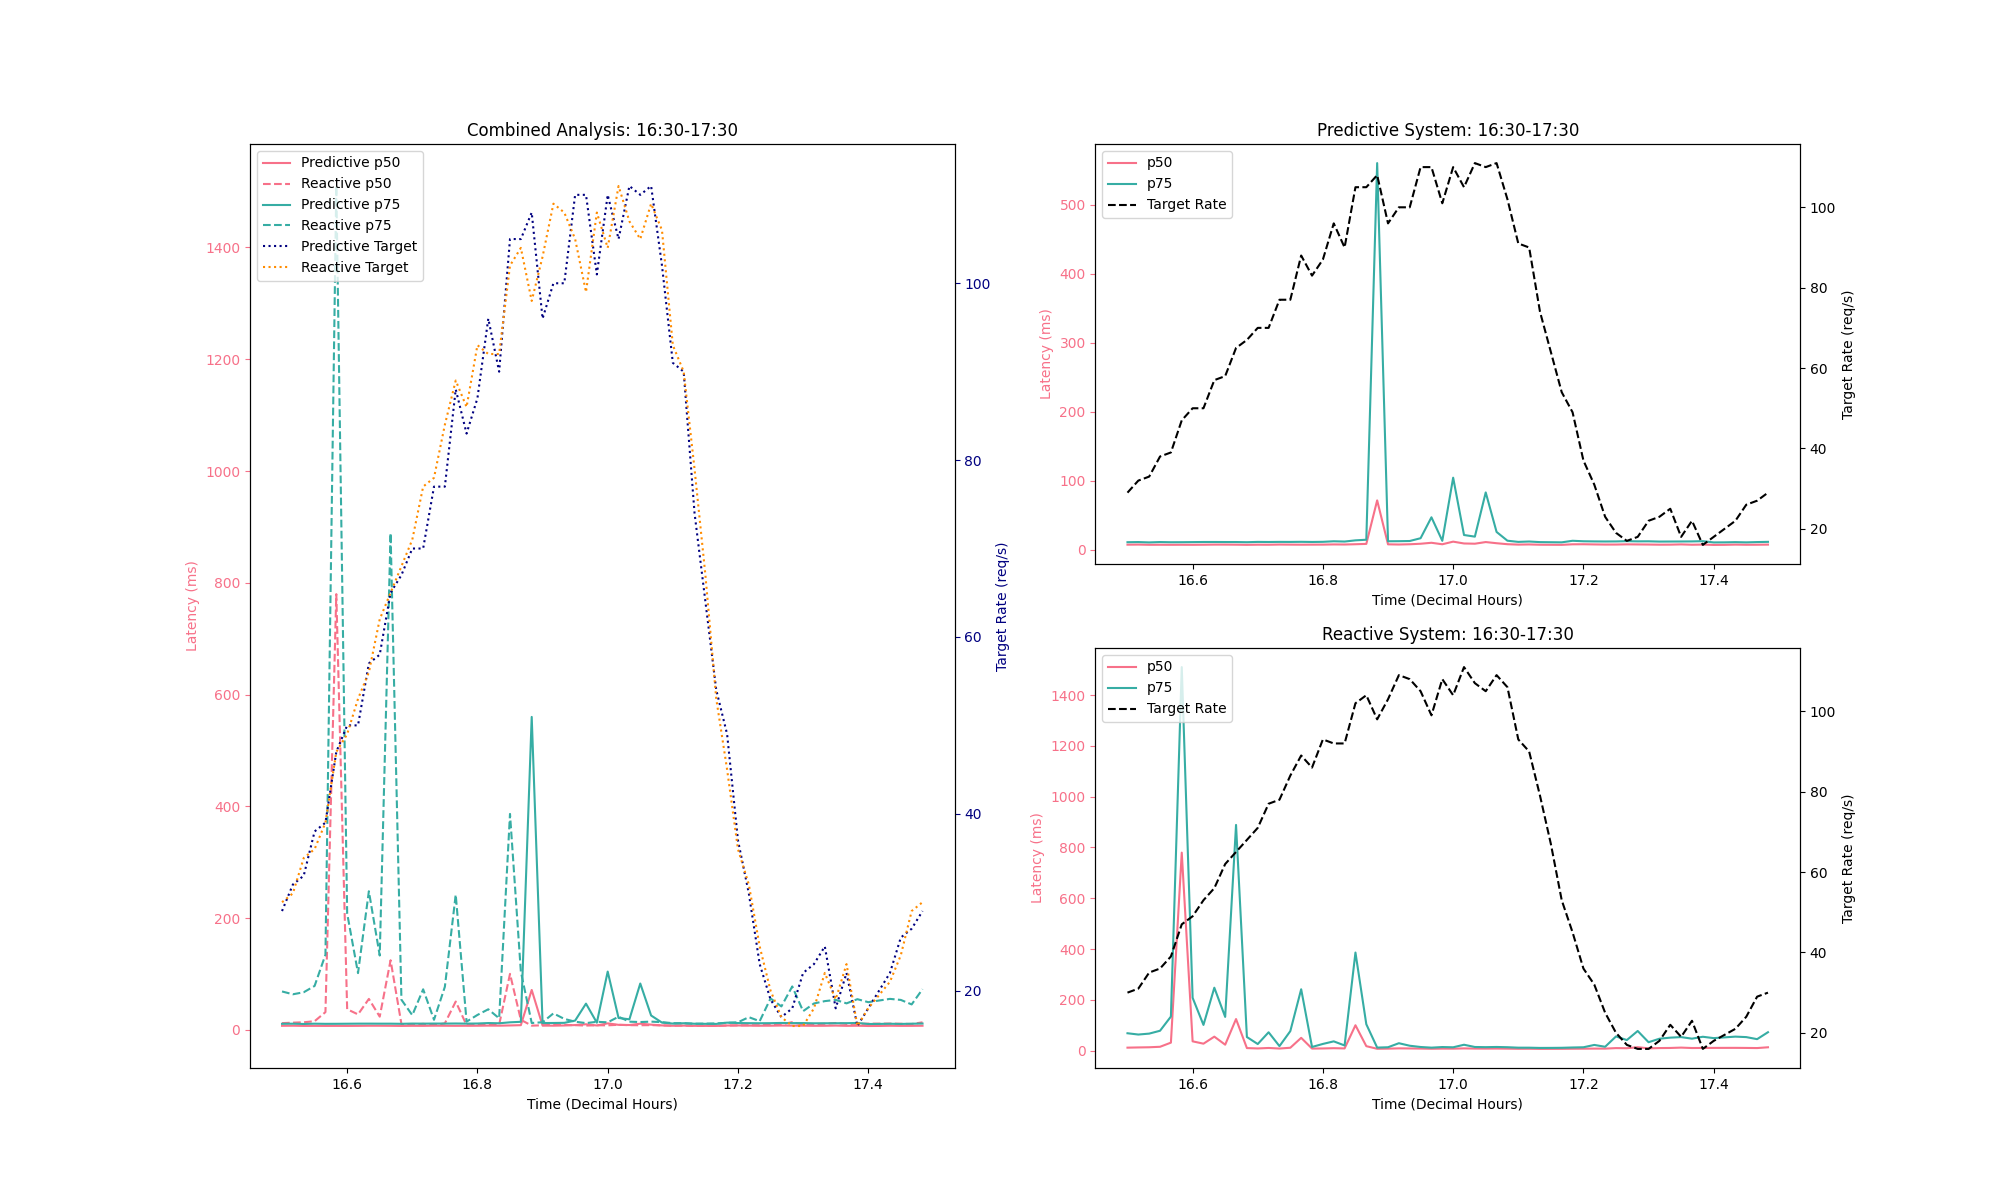 Combined Analysis: 16:30-17:30
Predictive p50
Reactive p50
Predictive p75
Reactive p75
Predictive Target
Reactive Target
1400
1200
1000
800
600
400
200
0
Latency (ms)
100
80
60
40
20
Target Rate (req/s)
16.6 16.8 17.0 17.2 17.4
Time (Decimal Hours)
Predictive System: 16:30-17:30
p50
p75
Target Rate
500
400
300
200
100
0
Latency (ms)
100
80
60
40
20
Target Rate (req/s)
16.6 16.8 17.0 17.2 17.4
Time (Decimal Hours)
Reactive System: 16:30-17:30
p50
p75
Target Rate
1400
1200
1000
800
600
400
200
0
Latency (ms)
100
80
60
40
20
Target Rate (req/s)
16.6 16.8 17.0 17.2 17.4
Time (Decimal Hours)